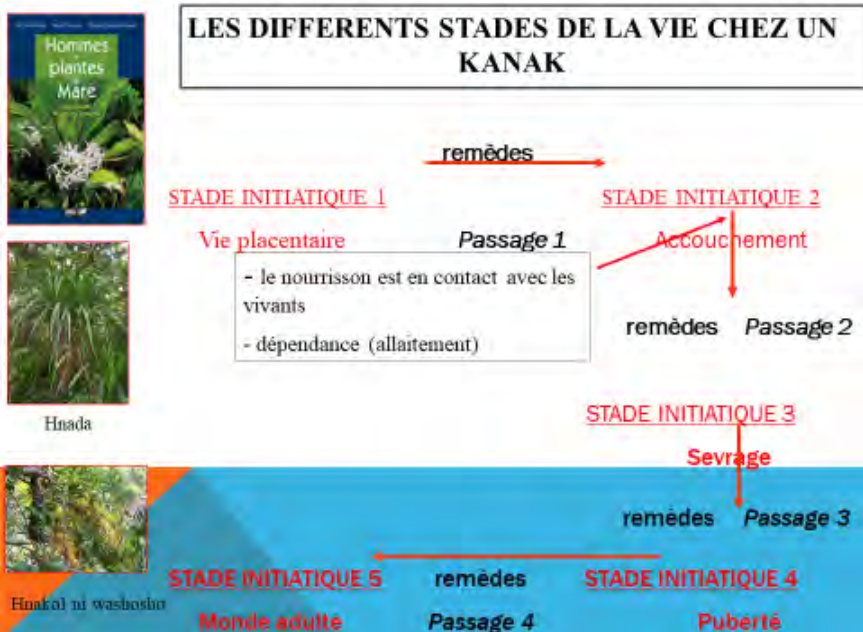 LES DIFFERENTS STADES DE LA VIE CHEZ UN
KANAK
Hommes
plantes
Mare
remèdes
STADE INITIATIQUE 1
STADE INITIATIQUE 2
Vie placentaire
Passage 1
Accouchement
- le nourrisson est en contact avec les
vivants
- dépendance (allaitement)
remèdes
Passage 2
Hnada
STADE INITIATIQUE 3
Sevrage
remèdes
Passage 3
STADE INITIATIQUE 5
remèdes
STADE INITIATIQUE 4
Hnakol ni washosho
Monde adulte
Passage 4
Puberté